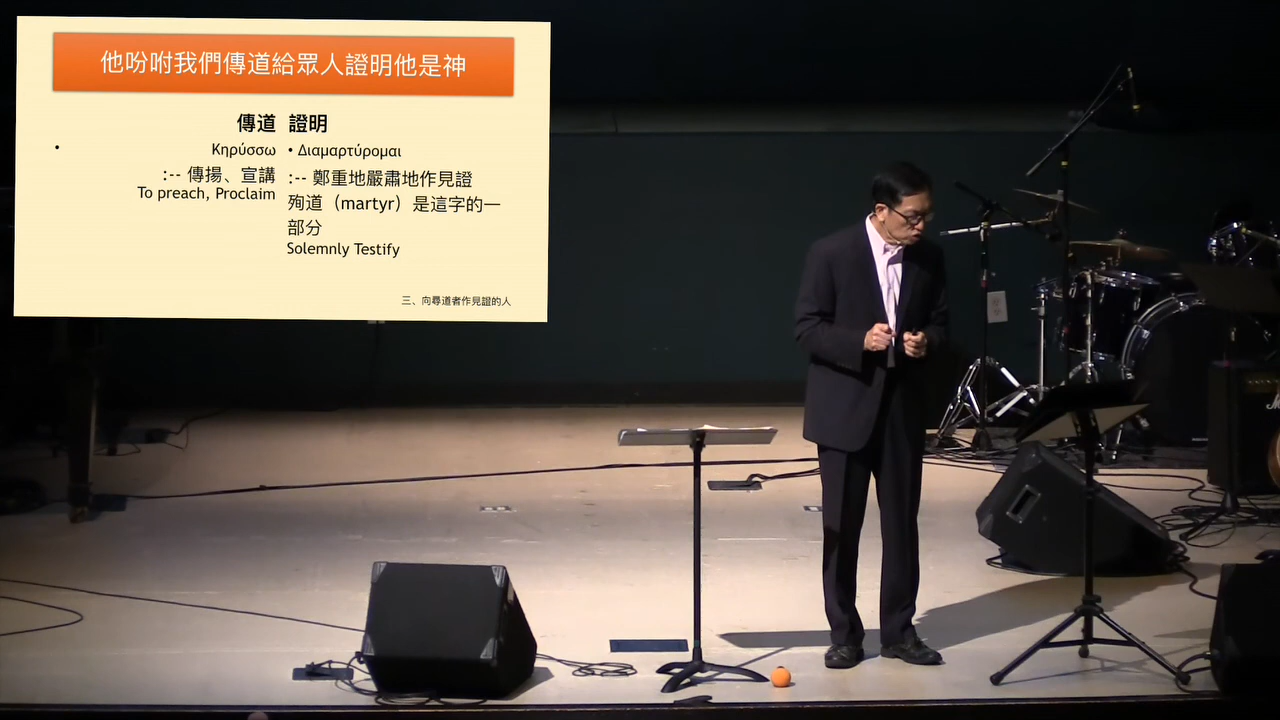 他吩咐我們傳道給眾人證明他是神
傳道
• Κηρύσσω
:-- 傳揚、宣講
To preach, Proclaim
證明
• Διαμαρτύρομαι
:-- 鄭重地嚴肅地作見證
殉道（martyr）是這字的一
部分
Solemnly Testify
三、向尋道者作見證的人